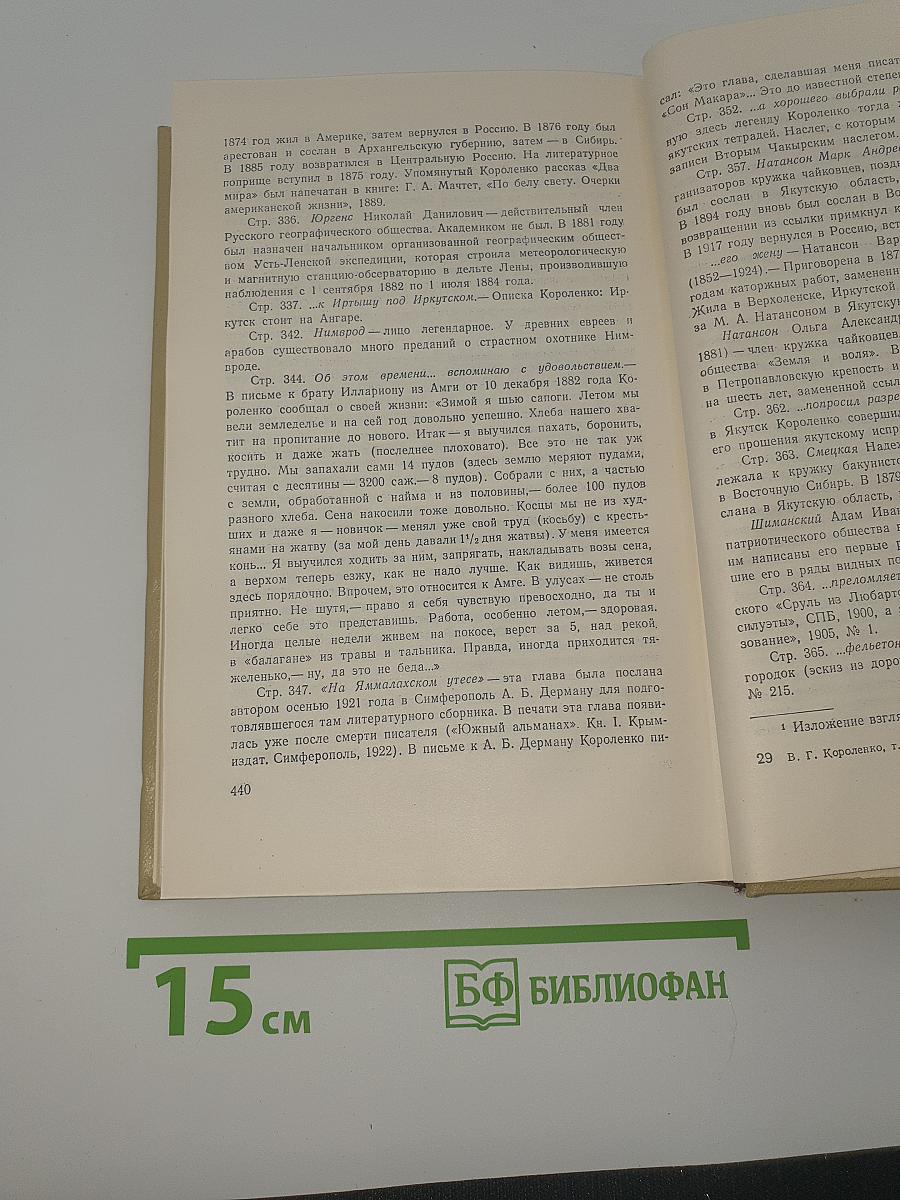 1874 год жил в Америке, затем вернулся в Россию. В 1876 году был
арестован и сослан в Архангельскую губернию, затем — в Сибирь.
В 1885 году возвратился в Центральную Россию. На литературное
поприще вступил в 1875 году. Упомянутый Короленко рассказ «Два
мира» был напечатан в книге: Г. А. Мачтет, «По белу свету. Очерки
американской жизни», 1889.
Стр. 336. Юргенс Николай Данилович — действительный член
Русского географического общества. Академиком не был. В 1881 году
был назначен начальником организованной географическим общест-
вом Усть-Ленской экспедиции, которая строила метеорологическую
и магнитную станцию-обсерваторию в дельте Лены, производившую
наблюдения с 1 сентября 1882 по 1 июля 1884 года.
Стр. 337. ...к Иртышу под Иркутском.— Описка Короленко: Ир-
кутск стоит на Ангаре.
Стр. 342. Нимврод — лицо легендарное. У древних евреев и
арабов существовало много преданий о страстном охотнике Ним-
вроде.
Стр. 344. Об этом времени... вспоминаю с удовольствием.—
В письме к брату Иллариону из Амги от 10 декабря 1882 года Ко-
роленко сообщал о своей жизни: «Зимой я шью сапоги. Летом мы
вели земледелье и на сей год довольно успешно. Хлеба нашего хва-
тит на пропитание до нового. Итак — я выучился пахать, боронить,
косить и даже жать (последнее плоховато). Все это не так уж
трудно. Мы запахали сами 14 пудов (здесь землю меряют пудами,
считая с десятины — 3200 саж.— 8 пудов). Собрали с них, а частью
с земли, обработанной с найма и из половины,— более 100 пудов
разного хлеба. Сена накосили тоже довольно. Косцы мы не из худ-
ших и даже я — новичок — менял уже свой труд (косьбу) с кресть-
янами на жатву (за мой день давали 1½ дня жатвы). У меня имеется
конь... Я выучился ходить за ним, запрягать, накладывать возы сена,
а верхом теперь езжу, как не надо лучше. Как видишь, живется
здесь порядочно. Впрочем, это относится к Амге. В улусах — не столь
приятно. Не шутя,— право я себя чувствую превосходно, да ты и
легко себе это представишь. Работа, особенно летом,— здоровая.
Иногда целые недели живем на покосе, верст за 5, над рекой,
в «балагане» из травы и тальника. Правда, иногда приходится тя-
желенько,— ну, да это не беда...»
Стр. 347. «На Яммалахском утесе» — эта глава была послана
автором осенью 1921 года в Симферополь А. Б. Дерману для подго-
товлявшегося там литературного сборника. В печати эта глава появи-
лась уже после смерти писателя («Южный альманах». Кн. I. Крым-
издат. Симферополь, 1922). В письме к А. Б. Дерману Короленко пи-
440
сал: «Это глава, сделавшая меня писат
«Сон Макара»... Это до известной степе
Стр. 352. ...а хорошего выбрали р
ную здесь легенду Короленко тогда
якутских тетрадей. Наслег, с которым
записи Вторым Чакырским наслегом.
Стр. 357. Натансон Марк Андре
ганизаторов кружка чайковцев, позд
был сослан в Якутскую область,
В 1894 году вновь был сослан в Во
возвращении из ссылки примкнул к
В 1917 году вернулся в Россию, вст
...его жену — Натансон Вар
(1852—1924).— Приговорена в 187
годам каторжных работ, замененн
Жила в Верхоленске, Иркутской
за М. А. Натансоном в Якутскую
Натансон Ольга Александр
1881) — член кружка чайковцев,
общества «Земля и воля». В
в Петропавловскую крепость и
на шесть лет, замененной ссыл
Стр. 362. ...попросил разре
в Якутск Короленко совершил
его прошения якутскому испр
Стр. 363. Смецкая Надеж
лежала к кружку бакунисто
в Восточную Сибирь. В 1879
слана в Якутскую область,
Шиманский Адам Иван
патриотического общества в
им написаны его первые р
шие его в ряды видных по
Стр. 364. ...преломляет
ского «Сруль из Любарто
силуэты», СПБ, 1900, а
зование», 1905, № 1.
Стр. 365. ...фельетон
городок (эскиз из доро
№ 215.
¹ Изложение взгля
29 В. Г. Короленко, т.
15 см
БФ БИБЛИОФАН